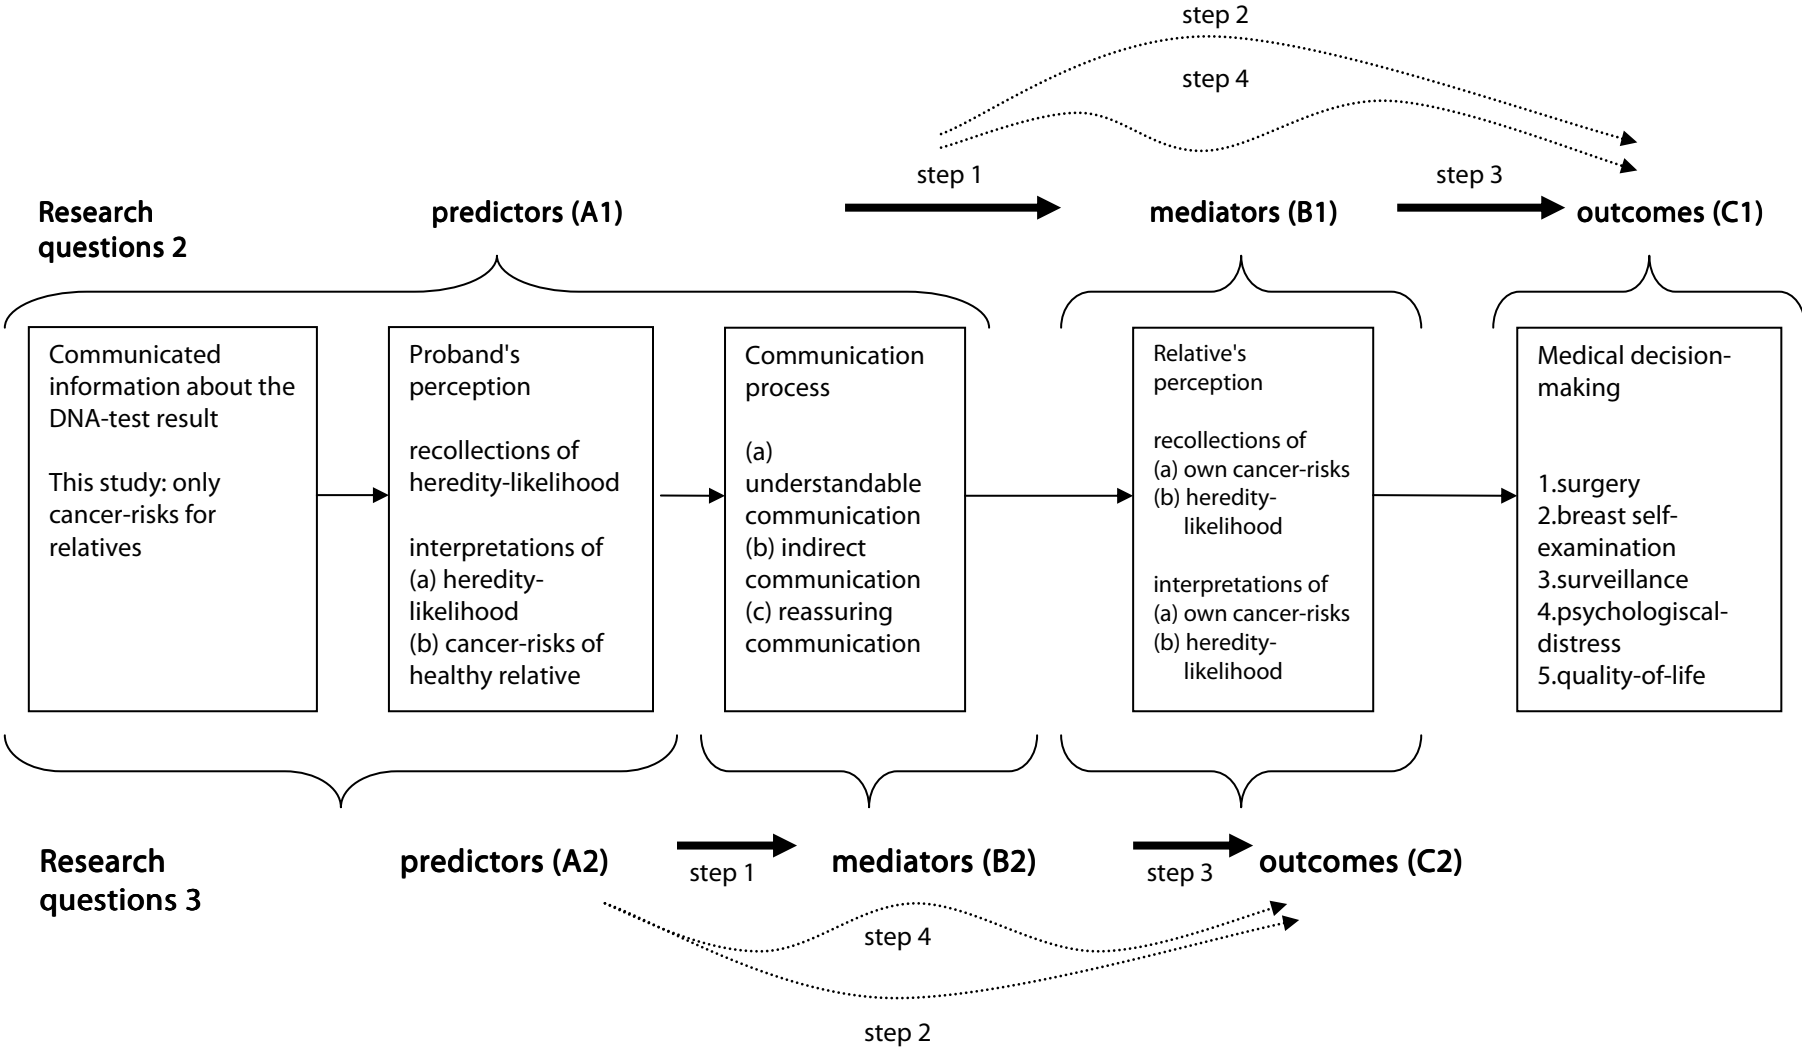 step 2
step 4
step 1
step 3
Research
questions 2
predictors (A1)
mediators (B1)
outcomes (C1)
Communicated
information about the
DNA-test result
This study: only
cancer-risks for
relatives
Proband's
perception
recollections of
heredity-likelihood
interpretations of
(a) heredity-
likelihood
(b) cancer-risks of
healthy relative
Communication
process
(a)
understandable
communication
(b) indirect
communication
(c) reassuring
communication
Relative's
perception
recollections of
(a) own cancer-risks
(b) heredity-
likelihood
interpretations of
(a) own cancer-risks
(b) heredity-
likelihood
Medical decision-
making
1.surgery
2.breast self-
examination
3.surveillance
4.psychologiscal-
distress
5.quality-of-life
Research
questions 3
predictors (A2)
step 1
mediators (B2)
step 3
outcomes (C2)
step 4
step 2